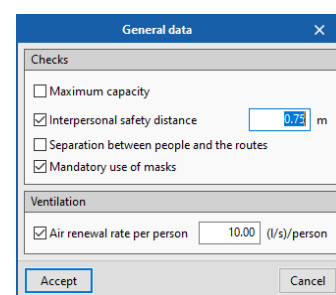 General data
Checks
Maximum capacity
Interpersonal safety distance 0.75 m
Separation between people and the routes
Mandatory use of masks
Ventilation
Air renewal rate per person 10.00 (l/s)/person
Accept Cancel